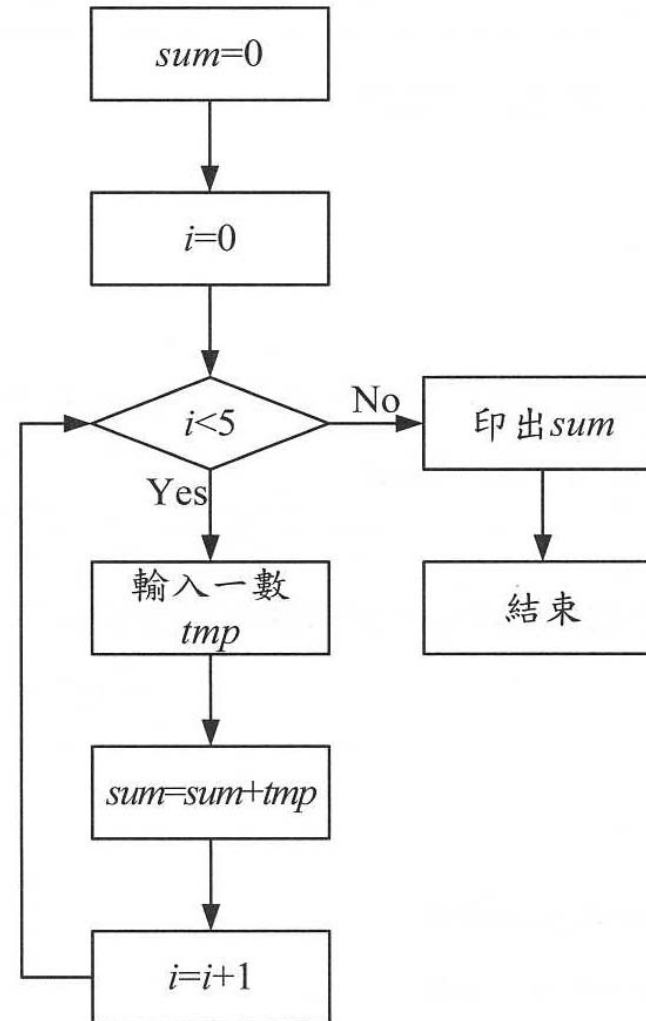 sum=0
i=0
i<5
No
印出sum
Yes
輸入一數
tmp
結束
sum=sum+tmp
i=i+1